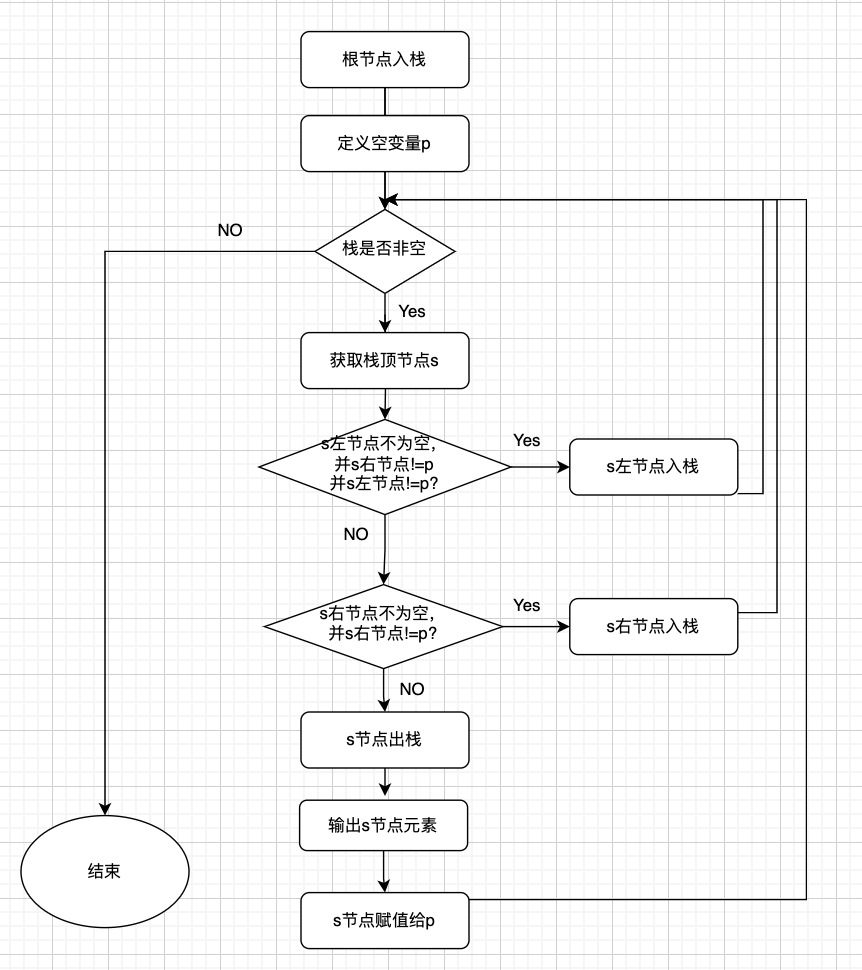 根节点入栈
定义空变量p
NO
栈是否非空
Yes
获取栈顶节点s
s左节点不为空，
并s右节点!=p
并s左节点!=p?
Yes
s左节点入栈
NO
s右节点不为空，
并s右节点!=p?
Yes
s右节点入栈
NO
s节点出栈
输出s节点元素
结束
s节点赋值给p